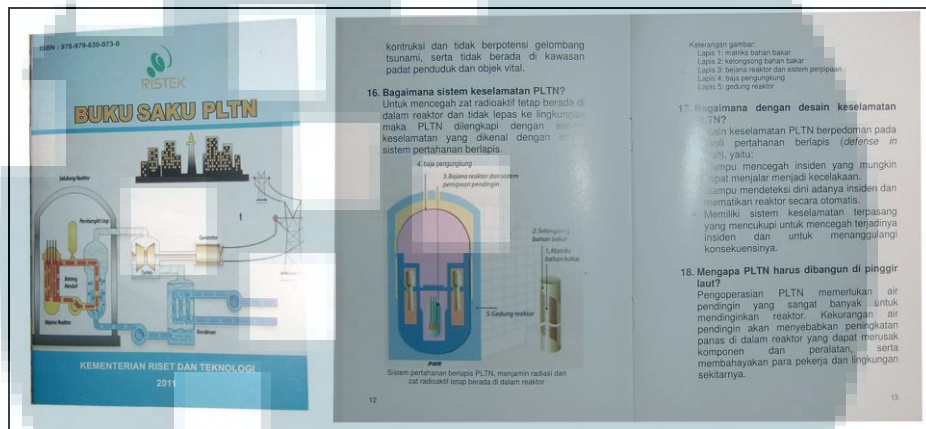 ISBN : 978-979-630-073-0
RISTEK
BUKU SAKU PLTN
Selubung Reaktor
Pembangkit Uap
Generator
Turbin
Batang
Kendali
Bejana Reaktor
Kondenser
KEMENTERIAN RISET DAN TEKNOLOGI
2011
kontruksi dan tidak berpotensi gelombang
tsunami, serta tidak berada di kawasan
padat penduduk dan objek vital.
16. Bagaimana sistem keselamatan PLTN?
Untuk mencegah zat radioaktif tetap berada di
dalam reaktor dan tidak lepas ke lingkungan
maka PLTN dilengkapi dengan
keselamatan yang dikenal dengan
sistem pertahanan berlapis.
4. baja pengungkung
3. Bejana reaktor dan sistem
pemipaan pendingin
2. Selongsong
bahan bakar
1. Matriks
bahan bakar
5. Gedung reaktor
Sistem pertahanan berlapis PLTN, menjamin radiasi dan
zat radioaktif tetap berada di dalam reaktor
12
Keterangan gambar:
Lapis 1: matriks bahan bakar
Lapis 2: kelongsong bahan bakar
Lapis 3: bejana reaktor dan sistem perpipaan
Lapis 4: baja pengungkung
Lapis 5: gedung reaktor
17. Bagaimana dengan desain keselamatan
PLTN?
keselamatan PLTN berpedoman pada
pertahanan berlapis (defense in
yaitu:
mencegah insiden yang mungkin
menjalar menjadi kecelakaan.
mendeteksi dini adanya insiden dan
mematikan reaktor secara otomatis.
Memiliki sistem keselamatan terpasang
yang mencukupi untuk mencegah terjadinya
insiden dan untuk menanggulangi
konsekuensinya.
18. Mengapa PLTN harus dibangun di pinggir
laut?
Pengoperasian PLTN memerlukan air
pendingin yang sangat banyak untuk
mendinginkan reaktor. Kekurangan air
pendingin akan menyebabkan peningkatan
panas di dalam reaktor yang dapat merusak
komponen dan peralatan, serta
membahayakan para pekerja dan lingkungan
sekitarnya.
13